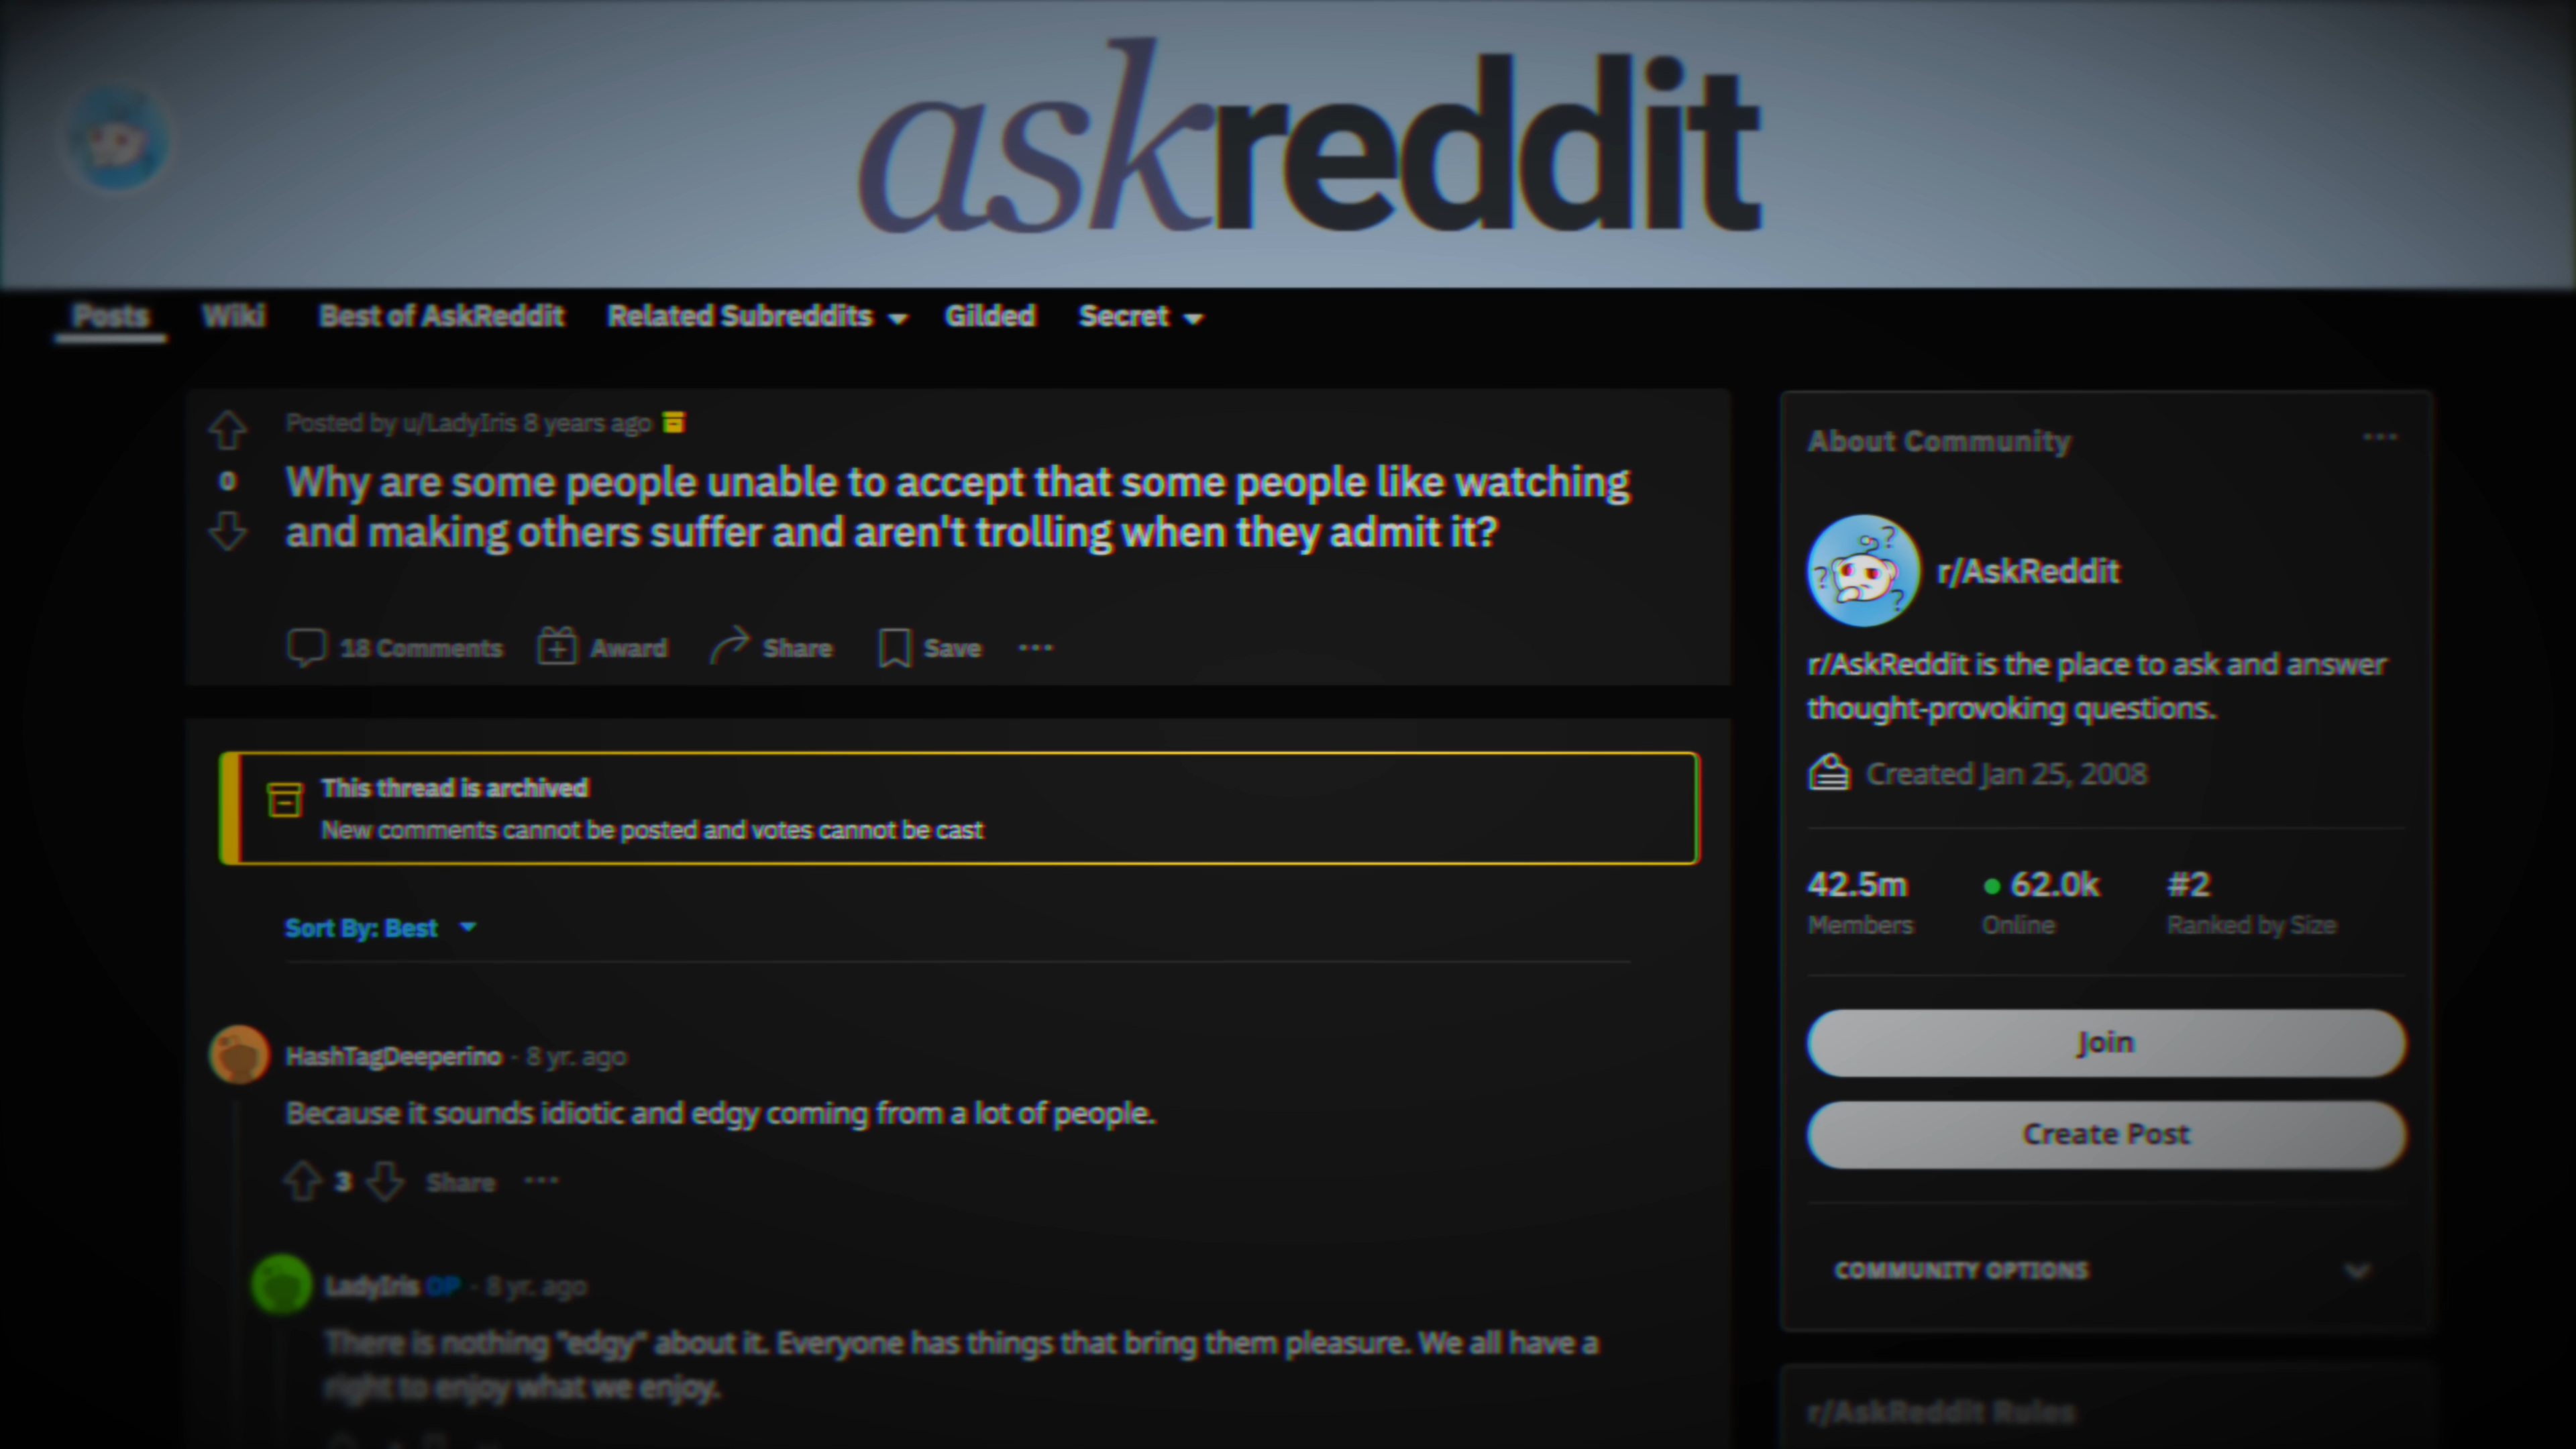 askreddit
Posts Wiki Best of AskReddit Related Subreddits Gilded Secret
Posted by u/LadyIris 8 years ago
0
Why are some people unable to accept that some people like watching
and making others suffer and aren't trolling when they admit it?
18 Comments Award Share Save ...
This thread is archived
New comments cannot be posted and votes cannot be cast
Sort By: Best
HashTagDeeperino · 8 yr. ago
Because it sounds idiotic and edgy coming from a lot of people.
3 Share ...
LadyIris OP · 8 yr. ago
There is nothing "edgy" about it. Everyone has things that bring them pleasure. We all have a
right to enjoy what we enjoy.
About Community ...
? ? ?
r/AskReddit
r/AskReddit is the place to ask and answer
thought-provoking questions.
Created Jan 25, 2008
42.5m 62.0k #2
Members Online Ranked by Size
Join
Create Post
COMMUNITY OPTIONS
r/AskReddit Rules